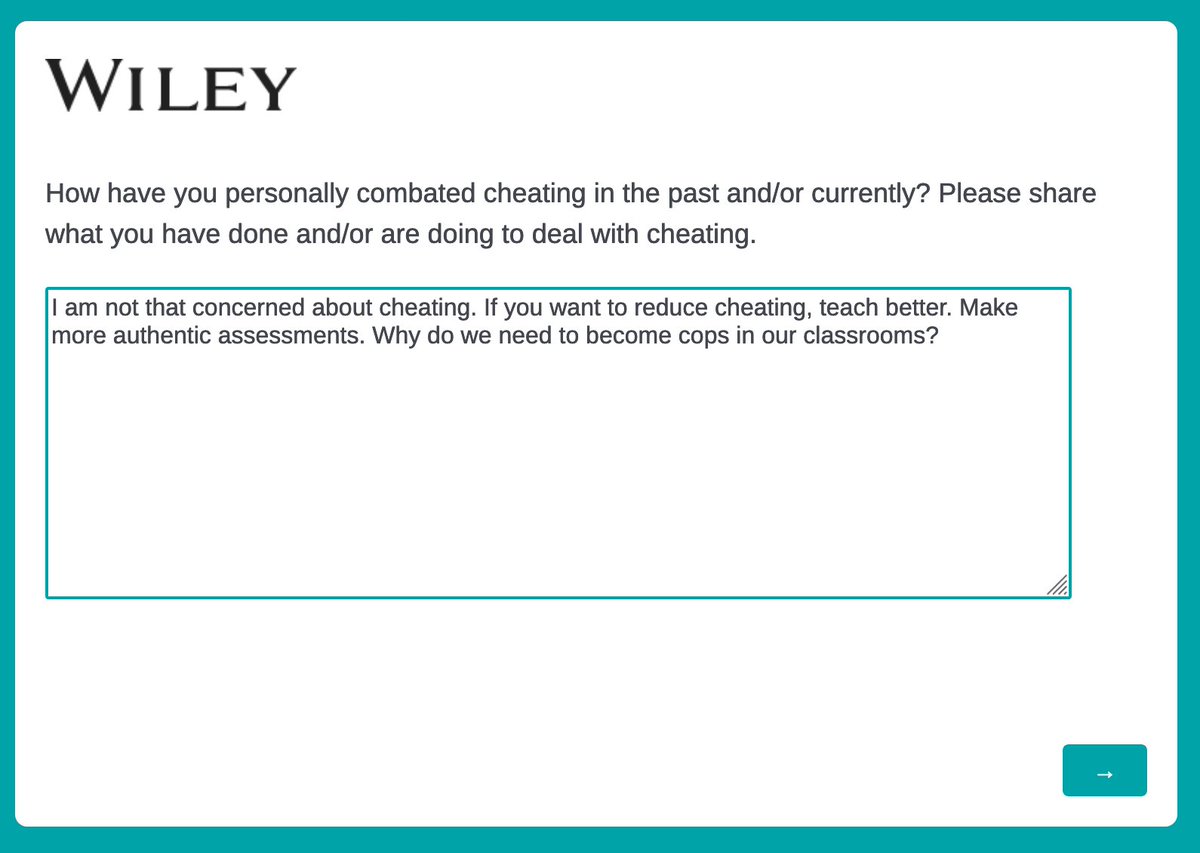 WILEY
How have you personally combated cheating in the past and/or currently? Please share
what you have done and/or are doing to deal with cheating.
I am not that concerned about cheating. If you want to reduce cheating, teach better. Make
more authentic assessments. Why do we need to become cops in our classrooms?
→